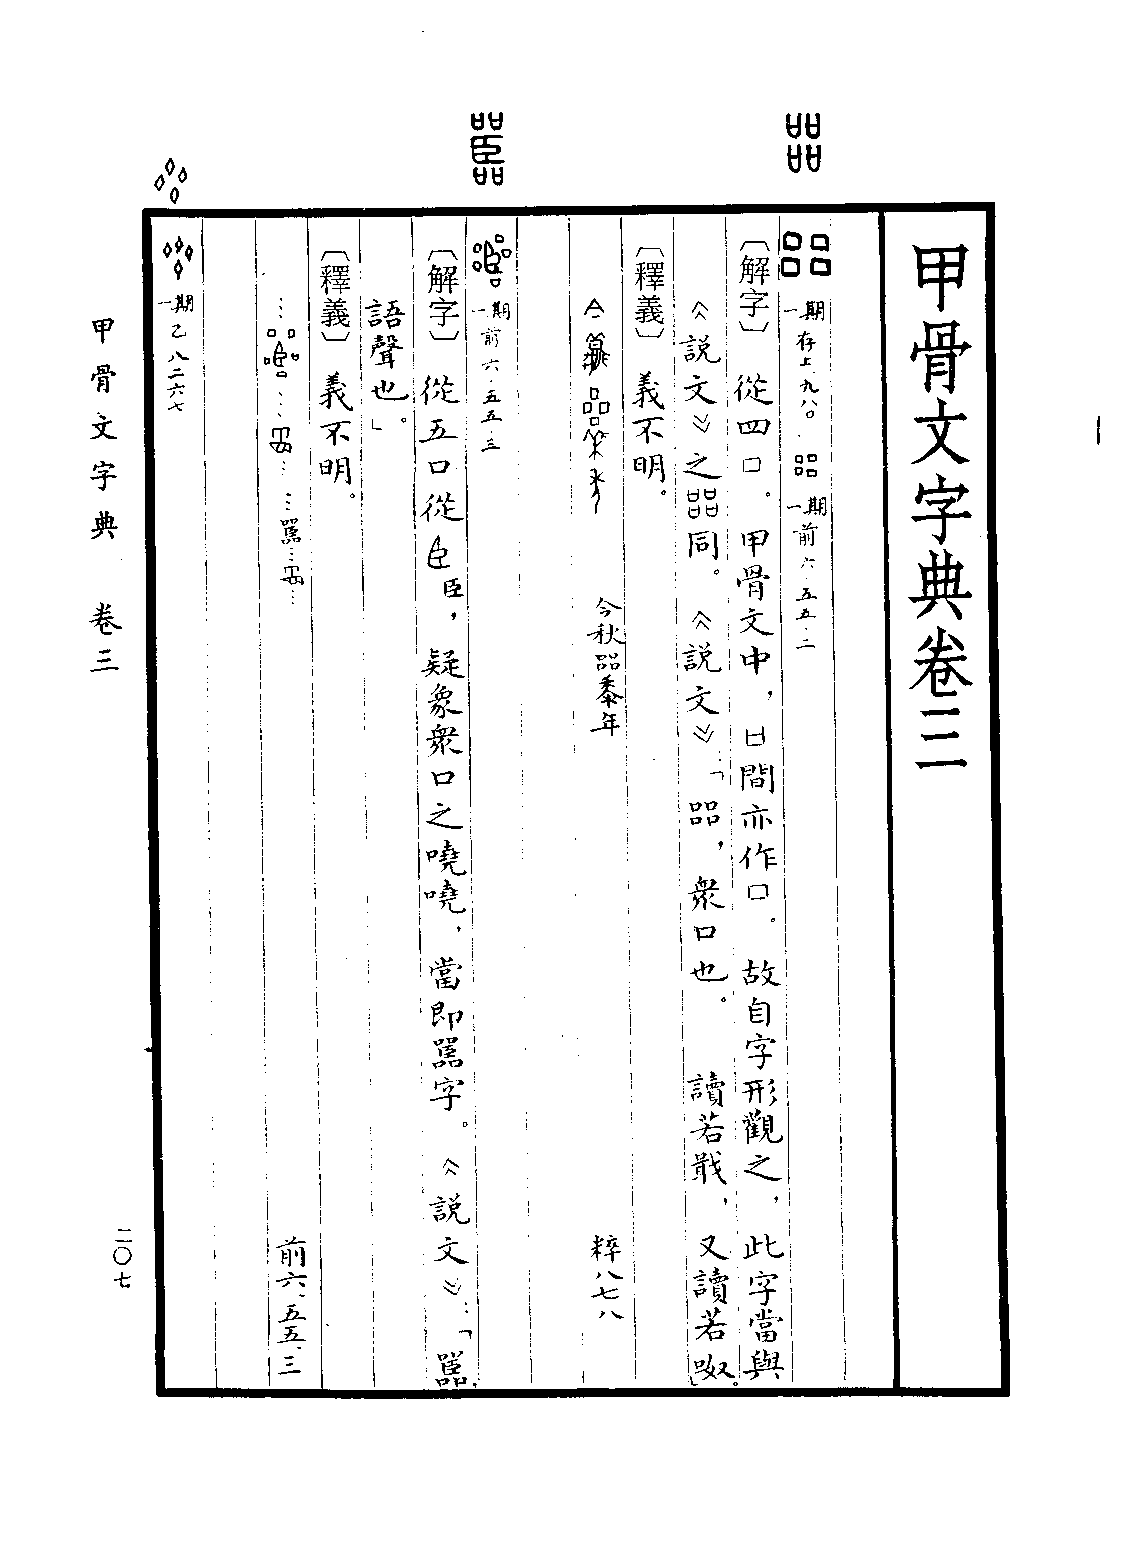 甲骨文字典卷三
㗊
一期存上·九八〇 一期前六·五五·二
〔解字〕從四口。甲骨文中，日間亦作口。故自字形觀之，此字當與
《說文》之㗊同。《說文》：「㗊，衆口也。讀若戢，又讀若呶。」
〔釋義〕義不明。
今秋㗊黍年 粹八七八
嚚
一期前六·五五·三
〔解字〕從五口從臣，疑象衆口之嘵嘵，當即嚚字。《說文》：「嚚，
語聲也。」
〔釋義〕義不明。
…嚚… 前六·五五·三
一期乙八二六七
甲骨文字典 卷三
二〇七